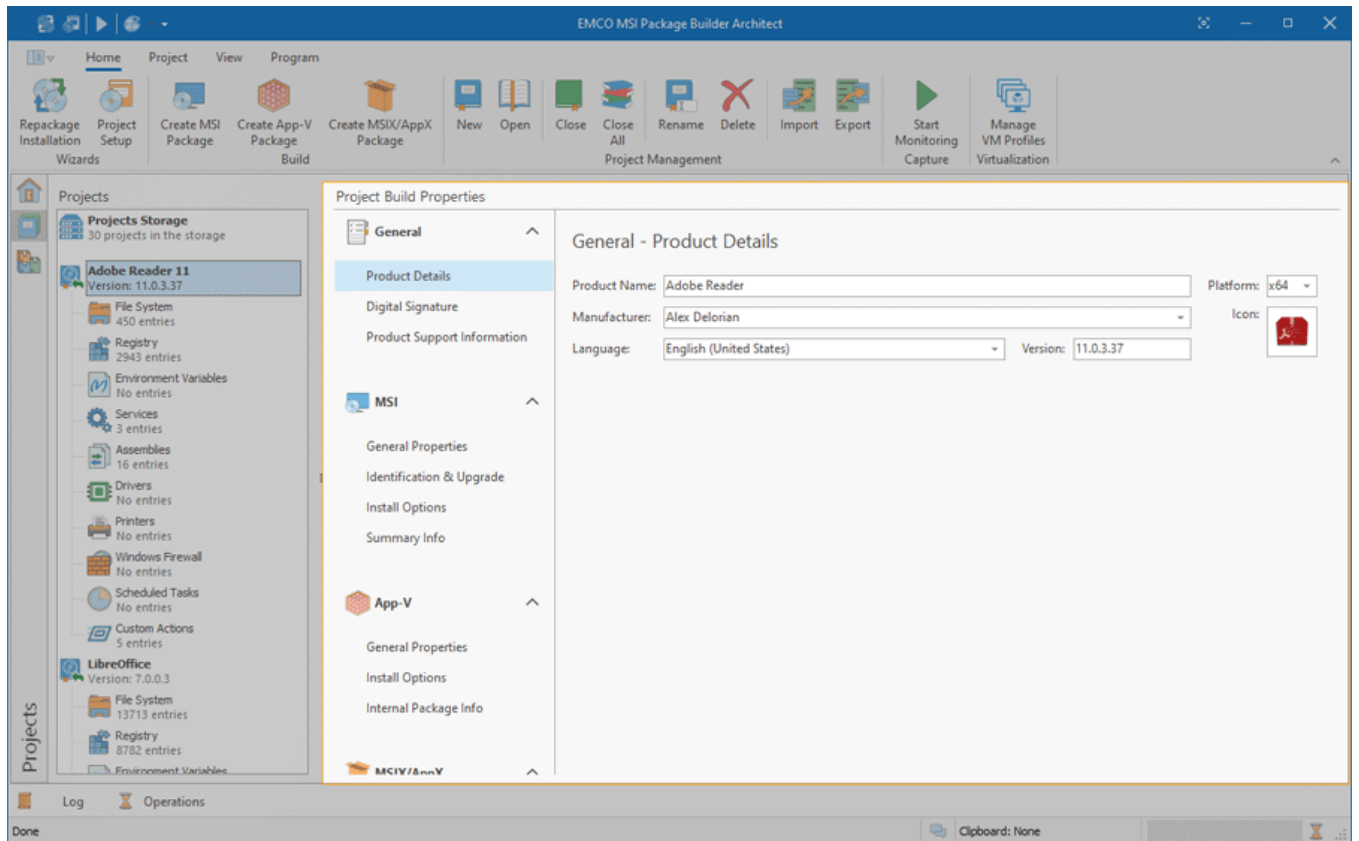 EMCO MSI Package Builder Architect
Home Project View Program
Repackage Installation
Project Setup
Create MSI Package
Create App-V Package
Create MSIX/AppX Package
New
Open
Close
Close All
Rename
Delete
Import
Export
Start Monitoring
Manage VM Profiles
Wizards
Build
Project Management
Capture
Virtualization
Projects
Projects
Projects Storage
30 projects in the storage
Adobe Reader 11
Version: 11.0.3.37
File System
450 entries
Registry
2943 entries
Environment Variables
No entries
Services
3 entries
Assemblies
16 entries
Drivers
No entries
Printers
No entries
Windows Firewall
No entries
Scheduled Tasks
No entries
Custom Actions
5 entries
LibreOffice
Version: 7.0.0.3
File System
13713 entries
Registry
8782 entries
Environment Variables
Project Build Properties
General
Product Details
Digital Signature
Product Support Information
MSI
General Properties
Identification & Upgrade
Install Options
Summary Info
App-V
General Properties
Install Options
Internal Package Info
MSIX/AppX
General - Product Details
Product Name: Adobe Reader Platform: x64
Manufacturer: Alex Delorian Icon:
Language: English (United States) Version: 11.0.3.37
Log Operations
Done Clipboard: None